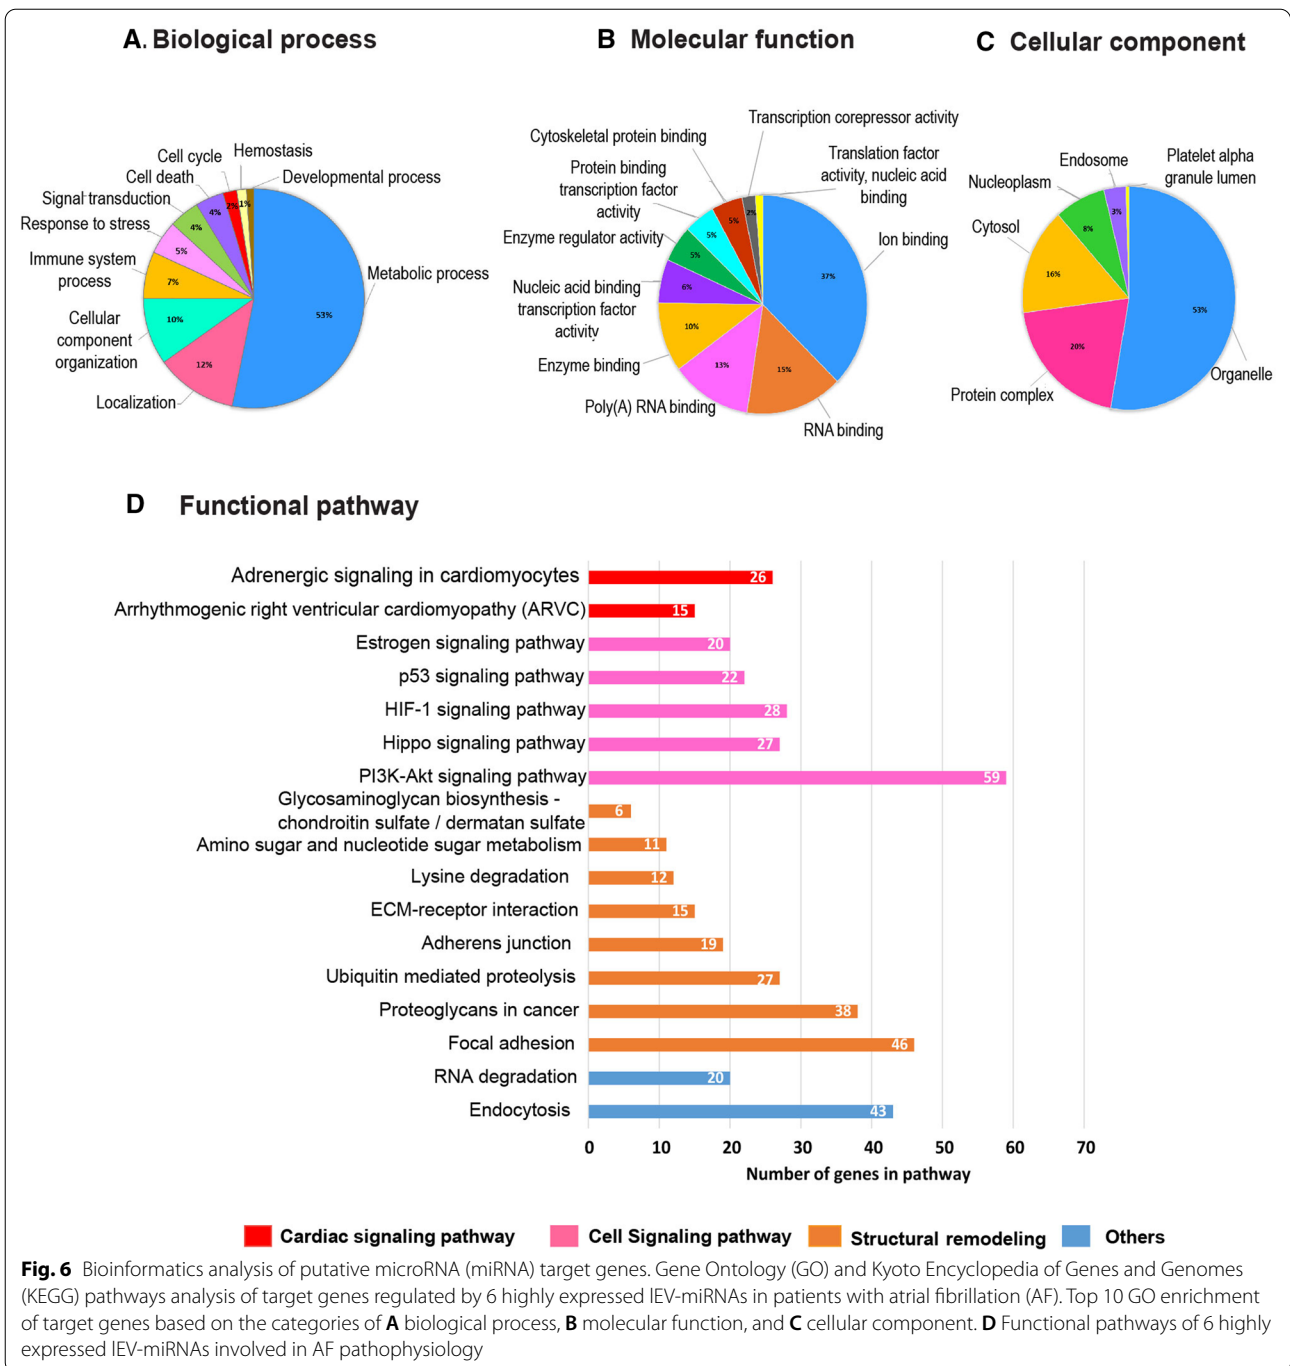 A. Biological process
Hemostasis
Cell cycle
Developmental process
Cell death
Signal transduction
Response to stress
Immune system
process
Cellular
component
organization
Localization
Metabolic process
53%
12%
10%
7%
5%
4%
4%
2%
1%
B Molecular function
Transcription corepressor activity
Cytoskeletal protein binding
Translation factor
activity, nucleic acid
binding
Protein binding
transcription factor
activity
Enzyme regulator activity
Ion binding
Nucleic acid binding
transcription factor
activity
Enzyme binding
Poly(A) RNA binding
RNA binding
37%
15%
13%
10%
6%
5%
5%
5%
2%
C Cellular component
Endosome
Platelet alpha
granule lumen
Nucleoplasm
Cytosol
Protein complex
Organelle
53%
20%
16%
8%
3%
D Functional pathway
Adrenergic signaling in cardiomyocytes 26
Arrhythmogenic right ventricular cardiomyopathy (ARVC) 15
Estrogen signaling pathway 20
p53 signaling pathway 22
HIF-1 signaling pathway 28
Hippo signaling pathway 27
PI3K-Akt signaling pathway 59
Glycosaminoglycan biosynthesis -
chondroitin sulfate / dermatan sulfate 6
Amino sugar and nucleotide sugar metabolism 11
Lysine degradation 12
ECM-receptor interaction 15
Adherens junction 19
Ubiquitin mediated proteolysis 27
Proteoglycans in cancer 38
Focal adhesion 46
RNA degradation 20
Endocytosis 43
0 10 20 30 40 50 60 70
Number of genes in pathway
Cardiac signaling pathway Cell Signaling pathway Structural remodeling Others
Fig. 6 Bioinformatics analysis of putative microRNA (miRNA) target genes. Gene Ontology (GO) and Kyoto Encyclopedia of Genes and Genomes
(KEGG) pathways analysis of target genes regulated by 6 highly expressed lEV-miRNAs in patients with atrial fibrillation (AF). Top 10 GO enrichment
of target genes based on the categories of A biological process, B molecular function, and C cellular component. D Functional pathways of 6 highly
expressed lEV-miRNAs involved in AF pathophysiology